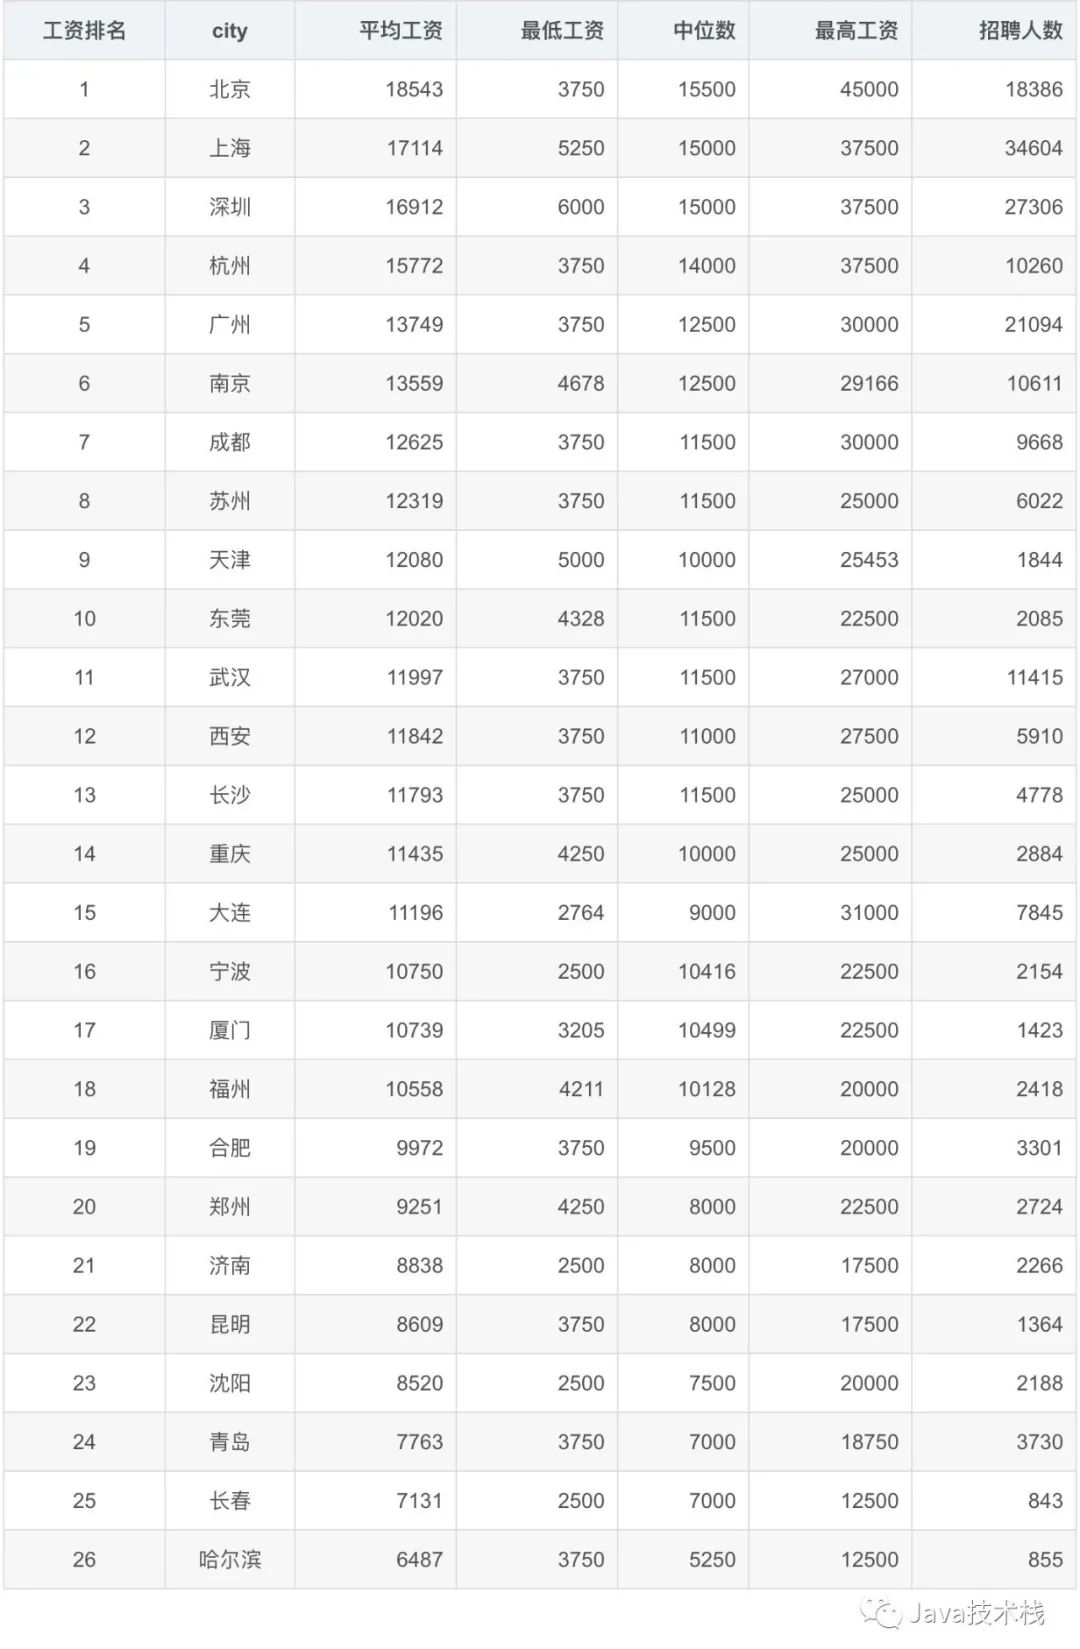 工资排名 city 平均工资 最低工资 中位数 最高工资 招聘人数
1 北京 18543 3750 15500 45000 18386
2 上海 17114 5250 15000 37500 34604
3 深圳 16912 6000 15000 37500 27306
4 杭州 15772 3750 14000 37500 10260
5 广州 13749 3750 12500 30000 21094
6 南京 13559 4678 12500 29166 10611
7 成都 12625 3750 11500 30000 9668
8 苏州 12319 3750 11500 25000 6022
9 天津 12080 5000 10000 25453 1844
10 东莞 12020 4328 11500 22500 2085
11 武汉 11997 3750 11500 27000 11415
12 西安 11842 3750 11000 27500 5910
13 长沙 11793 3750 11500 25000 4778
14 重庆 11435 4250 10000 25000 2884
15 大连 11196 2764 9000 31000 7845
16 宁波 10750 2500 10416 22500 2154
17 厦门 10739 3205 10499 22500 1423
18 福州 10558 4211 10128 20000 2418
19 合肥 9972 3750 9500 20000 3301
20 郑州 9251 4250 8000 22500 2724
21 济南 8838 2500 8000 17500 2266
22 昆明 8609 3750 8000 17500 1364
23 沈阳 8520 2500 7500 20000 2188
24 青岛 7763 3750 7000 18750 3730
25 长春 7131 2500 7000 12500 843
26 哈尔滨 6487 3750 5250 12500 855
Java技术栈